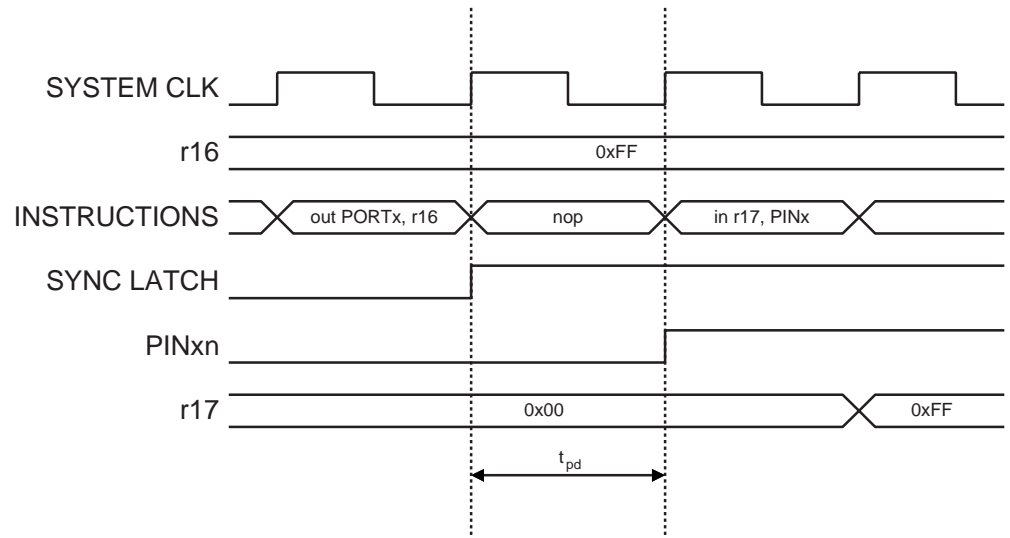 SYSTEM CLK
r16
0xFF
INSTRUCTIONS
out PORTx, r16
nop
in r17, PINx
SYNC LATCH
PINxn
r17
0x00
0xFF
tpd